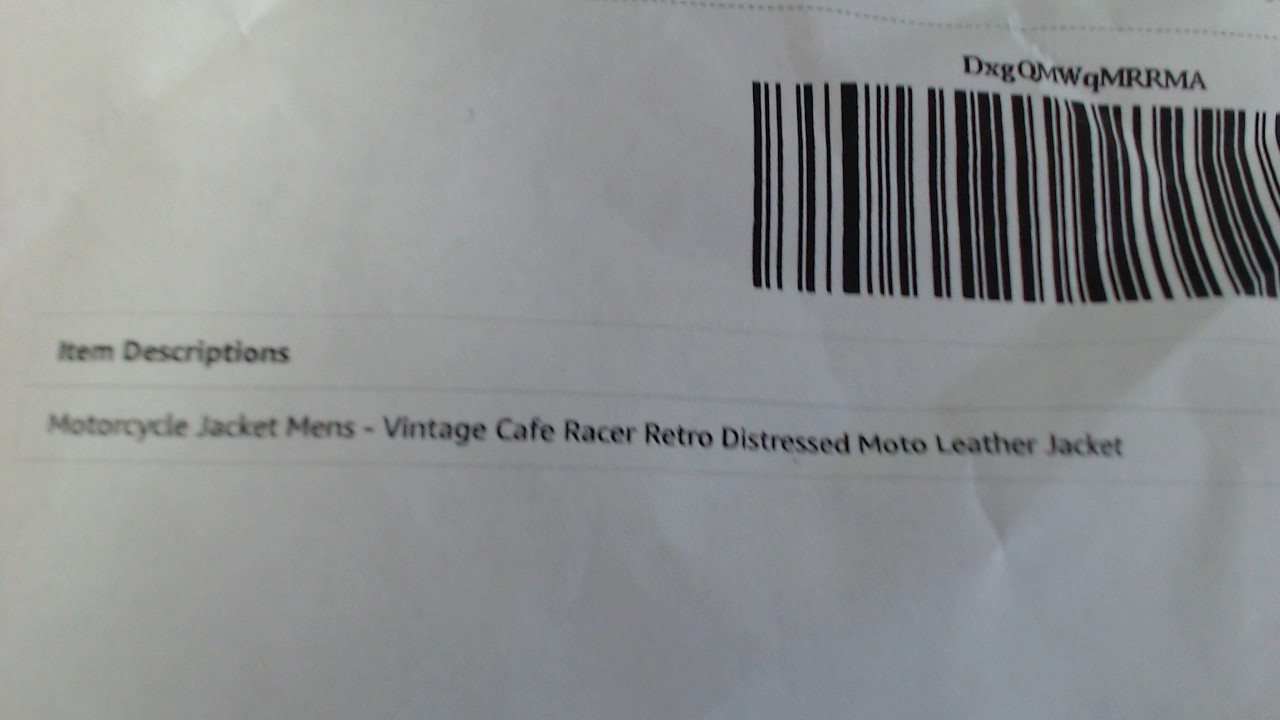 DxgQMWqMRRMA
Item Descriptions
Motorcycle Jacket Mens - Vintage Cafe Racer Retro Distressed Moto Leather Jacket